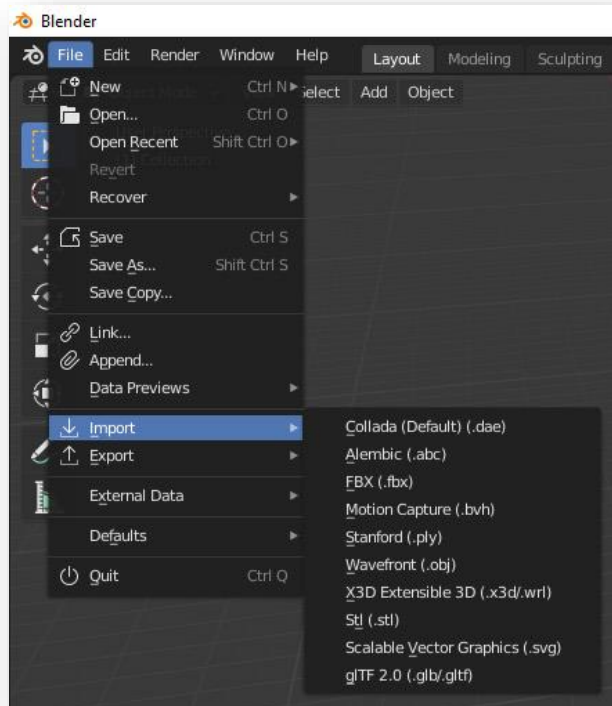 Blender
File Edit Render Window Help Layout Modeling Sculpting
New Ctrl N
Select Add Object
Open... Ctrl O
Open Recent Shift Ctrl O
Revert
Recover
Save Ctrl S
Save As... Shift Ctrl S
Save Copy...
Link...
Append...
Data Previews
Import
Export
External Data
Defaults
Quit Ctrl Q
Collada (Default) (.dae)
Alembic (.abc)
FBX (.fbx)
Motion Capture (.bvh)
Stanford (.ply)
Wavefront (.obj)
X3D Extensible 3D (.x3d/.wrl)
Stl (.stl)
Scalable Vector Graphics (.svg)
glTF 2.0 (.glb/.gltf)